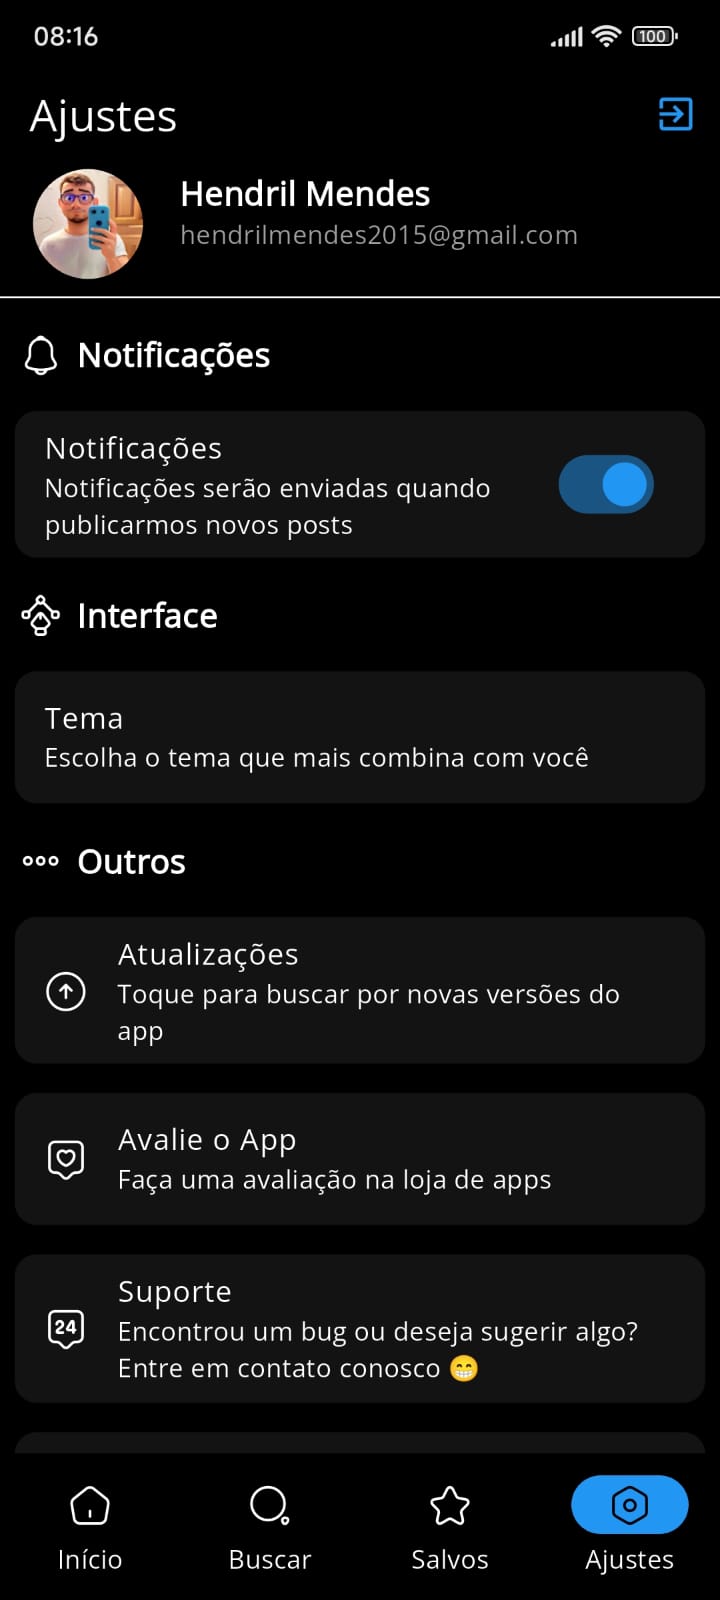 08:16
100
Ajustes
Hendril Mendes
hendrilmendes2015@gmail.com
Notificações
Notificações
Notificações serão enviadas quando
publicarmos novos posts
Interface
Tema
Escolha o tema que mais combina com você
Outros
Atualizações
Toque para buscar por novas versões do
app
Avalie o App
Faça uma avaliação na loja de apps
24
Suporte
Encontrou um bug ou deseja sugerir algo?
Entre em contato conosco 😁
Início
Buscar
Salvos
Ajustes